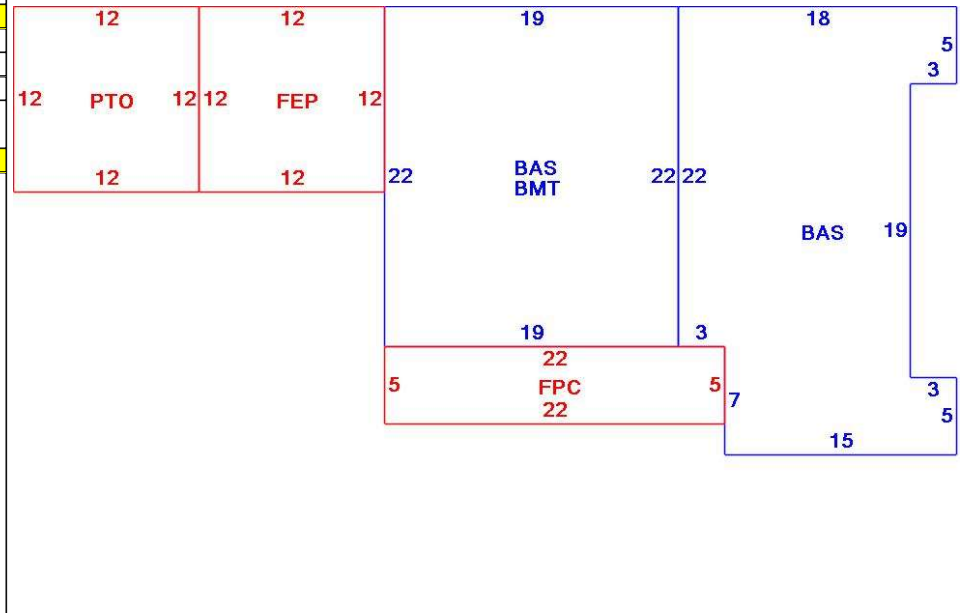 12 12 19 18
5
3
12 PTO 12 12 FEP 12
12 12 22 BAS 22 22
BMT
BAS 19
19 3
22
5 FPC 5 3
22 7 5
15